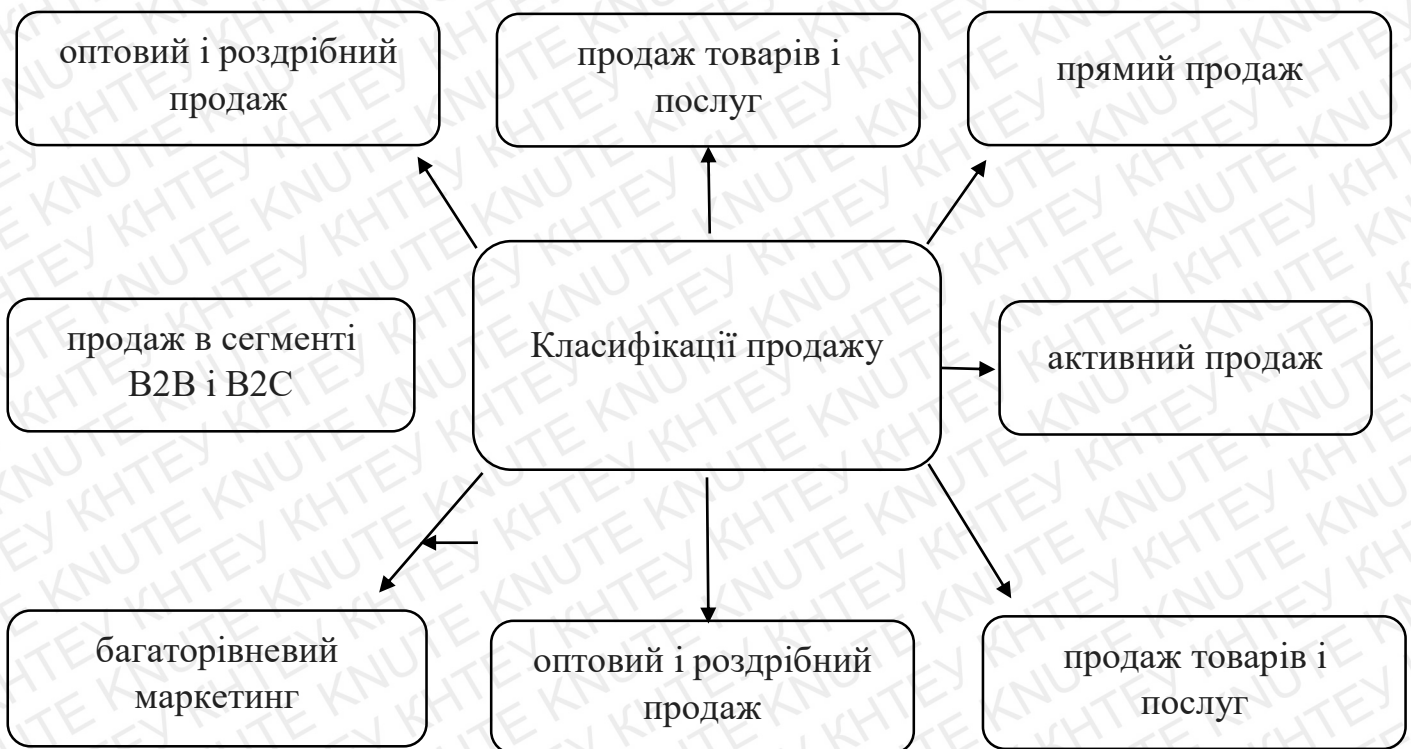 оптовий і роздрібний
продаж
продаж товарів і
послуг
прямий продаж
продаж в сегменті
B2B і B2C
Класифікації продажу
активний продаж
багаторівневий
маркетинг
оптовий і роздрібний
продаж
продаж товарів і
послуг